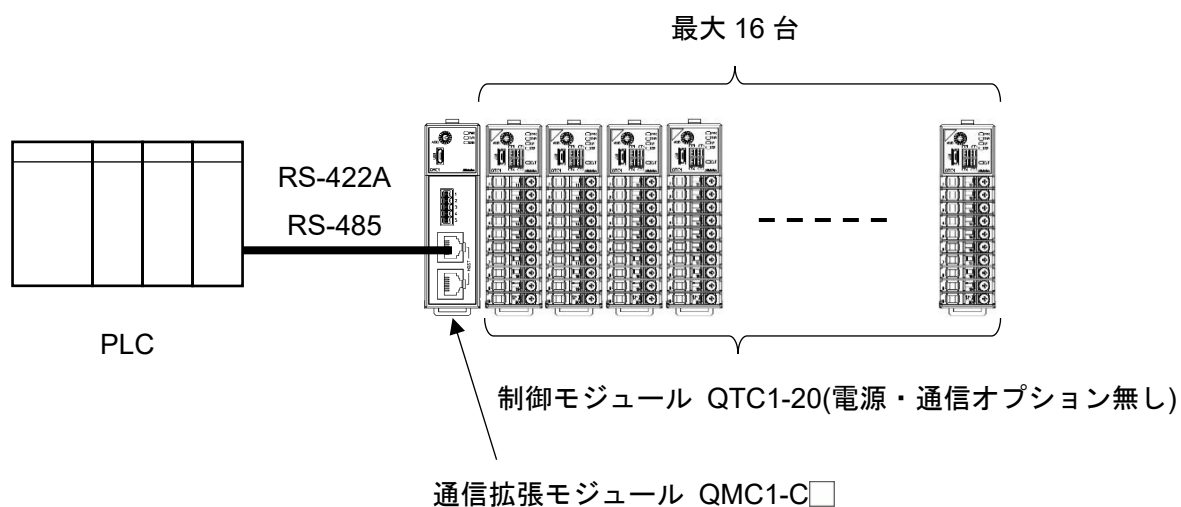 最大 16 台
RS-422A
RS-485
PLC
制御モジュール QTC1-20(電源・通信オプション無し)
通信拡張モジュール QMC1-C□